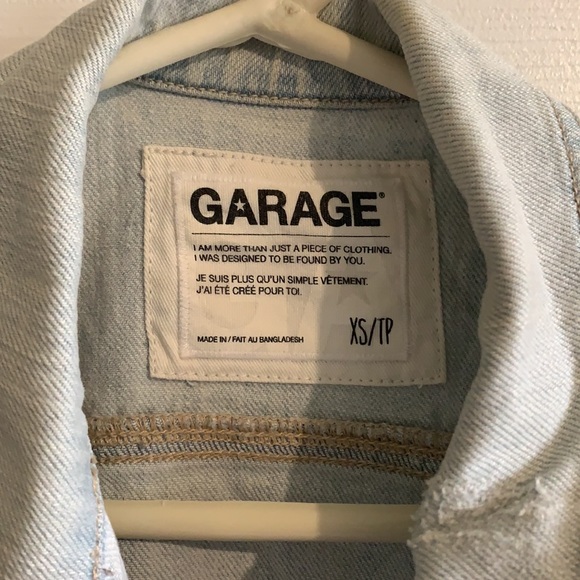 GARAGE®
I AM MORE THAN JUST A PIECE OF CLOTHING.
I WAS DESIGNED TO BE FOUND BY YOU.
JE SUIS PLUS QU'UN SIMPLE VÊTEMENT.
J'AI ÉTÉ CRÉÉ POUR TOI.
MADE IN / FAIT AU BANGLADESH
XS/TP